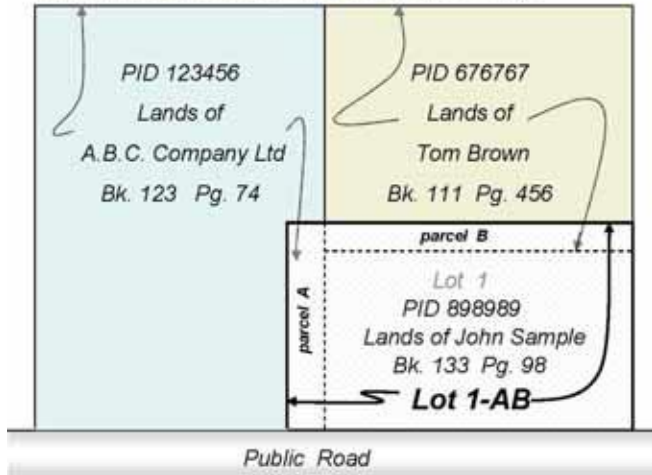 PID 123456
Lands of
A.B.C. Company Ltd
Bk. 123 Pg. 74
PID 676767
Lands of
Tom Brown
Bk. 111 Pg. 456
parcel B
parcel A
Lot 1
PID 898989
Lands of John Sample
Bk. 133 Pg. 98
Lot 1-AB
Public Road